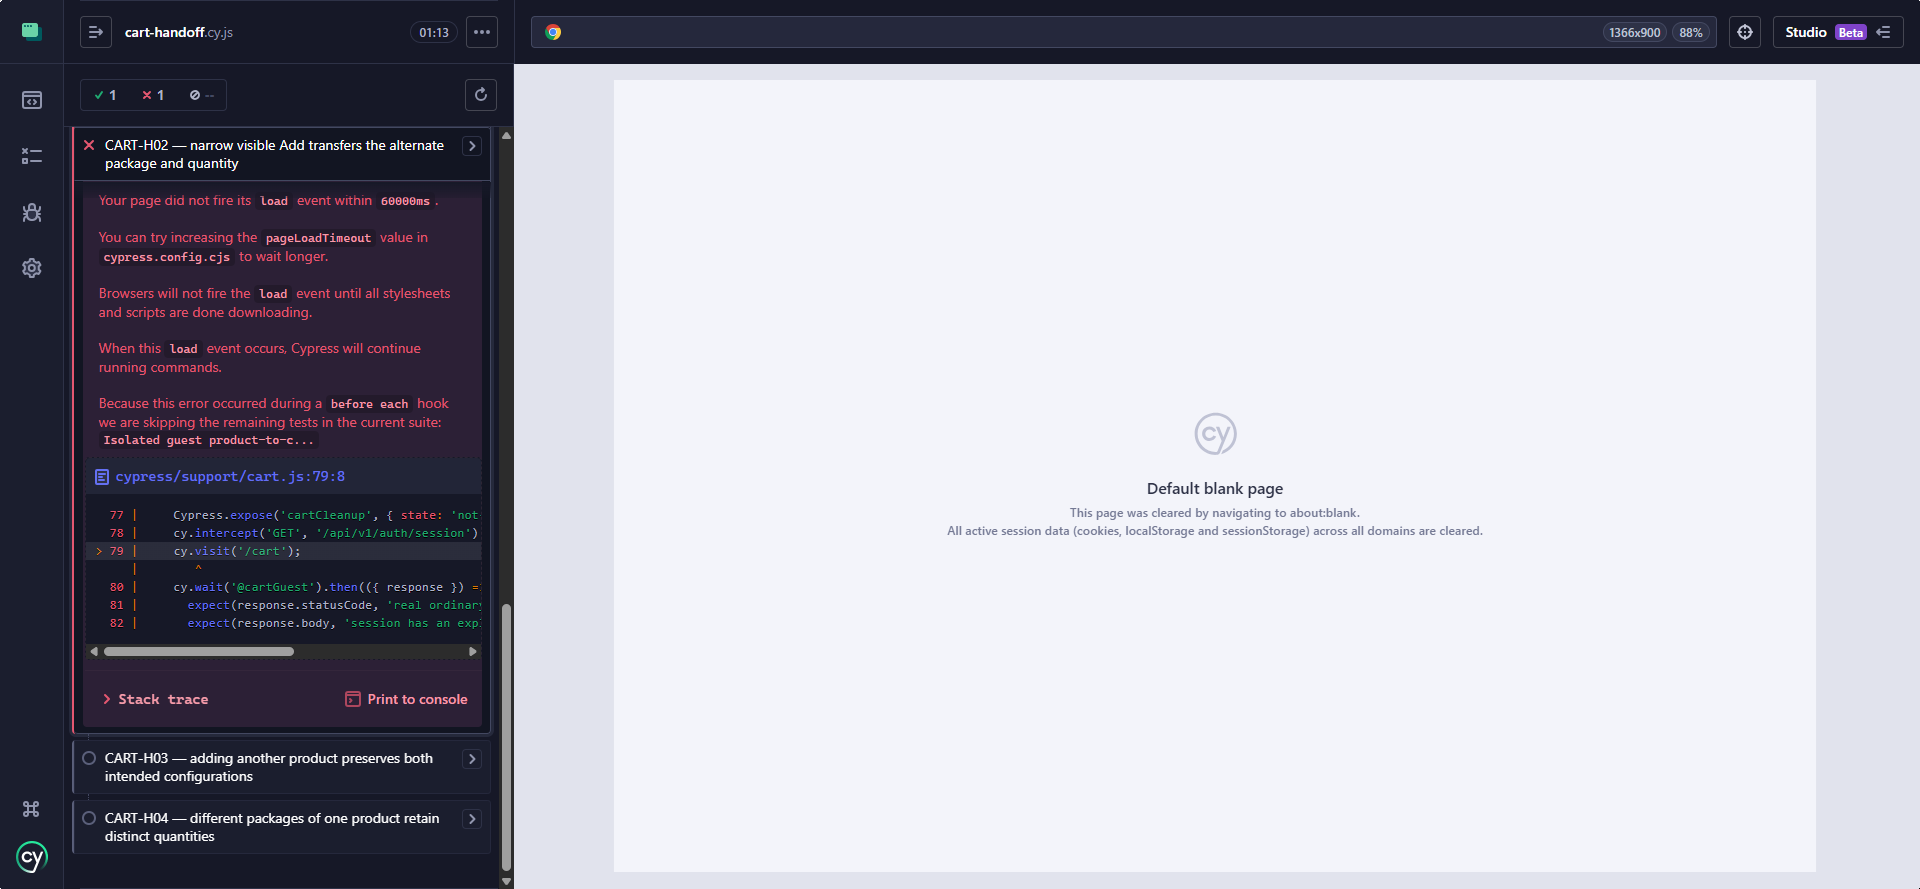 cart-handoff.cy.js
01:13
1366x900
88%
Studio
Beta
1
1
--
CART-H02 — narrow visible Add transfers the alternate
package and quantity
Your page did not fire its load event within 60000ms.
You can try increasing the pageLoadTimeout value in
cypress.config.cjs to wait longer.
Browsers will not fire the load event until all stylesheets
and scripts are done downloading.
When this load event occurs, Cypress will continue
running commands.
Because this error occurred during a before each hook
we are skipping the remaining tests in the current suite:
Isolated guest product-to-c...
cypress/support/cart.js:79:8
77 | Cypress.expose('cartCleanup', { state: 'not
78 | cy.intercept('GET', '/api/v1/auth/session')
> 79 | cy.visit('/cart');
| ^
80 | cy.wait('@cartGuest').then(({ response }) =
81 | expect(response.statusCode, 'real ordinary
82 | expect(response.body, 'session has an expl
Stack trace
Print to console
CART-H03 — adding another product preserves both
intended configurations
CART-H04 — different packages of one product retain
distinct quantities
cy
cy
Default blank page
This page was cleared by navigating to about:blank.
All active session data (cookies, localStorage and sessionStorage) across all domains are cleared.